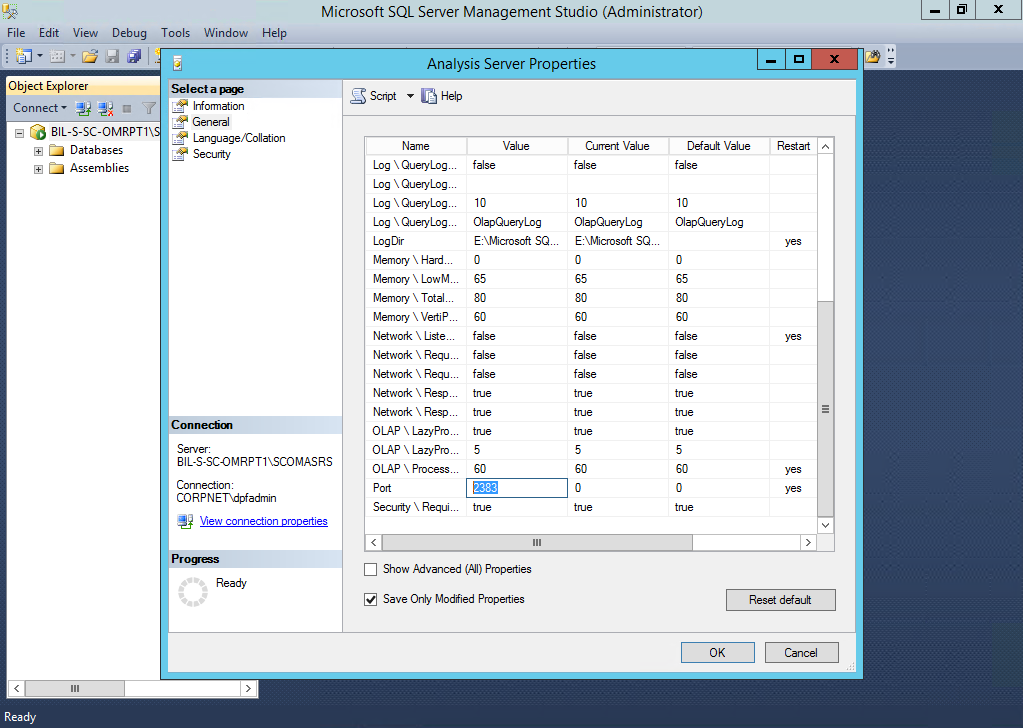 Microsoft SQL Server Management Studio (Administrator)
File Edit View Debug Tools Window Help
Object Explorer
Connect
BIL-S-SC-OMRPT1\S
Databases
Assemblies
Analysis Server Properties
Select a page
Information
General
Language/Collation
Security
Script Help
Name Value Current Value Default Value Restart
Log \ QueryLog... false false false
Log \ QueryLog...
Log \ QueryLog... 10 10 10
Log \ QueryLog... OlapQueryLog OlapQueryLog OlapQueryLog
LogDir E:\Microsoft SQ... E:\Microsoft SQ... yes
Memory \ Hard... 0 0 0
Memory \ LowM... 65 65 65
Memory \ Total... 80 80 80
Memory \ VertiP... 60 60 60
Network \ Liste... false false false yes
Network \ Requ... false false false
Network \ Requ... false false false
Network \ Resp... true true true
Network \ Resp... true true true
OLAP \ LazyPro... true true true
OLAP \ LazyPro... 5 5 5
OLAP \ Process... 60 60 60 yes
Port 2383 0 0 yes
Security \ Requi... true true true
Connection
Server:
BIL-S-SC-OMRPT1\SCOMASRS
Connection:
CORPNET\dpfadmin
View connection properties
Progress
Ready
Show Advanced (All) Properties
Save Only Modified Properties
Reset default
OK Cancel
Ready